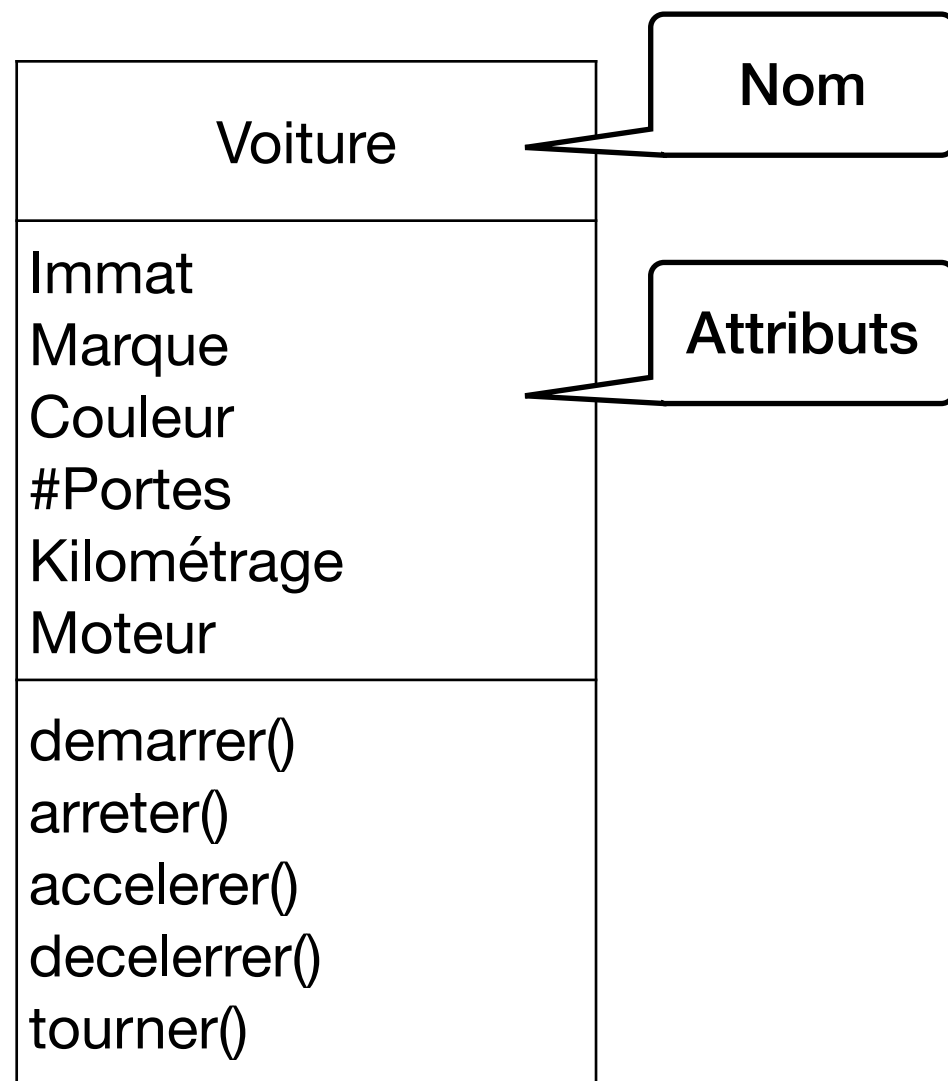 Nom
Voiture
Immat
Marque
Attributs
Couleur
#Portes
Kilométrage
Moteur
demarrer()
arreter()
accelerer()
decelerrer()
tourner()